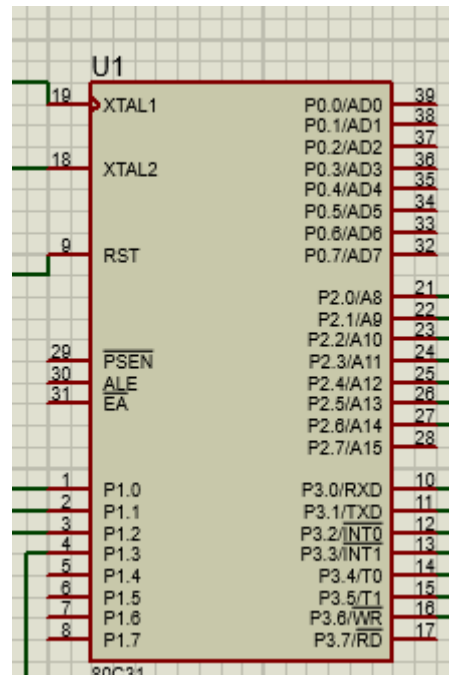 U1
19 XTAL1 P0.0/AD0 39
P0.1/AD1 38
P0.2/AD2 37
18 XTAL2 P0.3/AD3 36
P0.4/AD4 35
P0.5/AD5 34
P0.6/AD6 33
9 RST P0.7/AD7 32
P2.0/A8 21
P2.1/A9 22
P2.2/A10 23
29 PSEN P2.3/A11 24
30 ALE P2.4/A12 25
31 EA P2.5/A13 26
P2.6/A14 27
P2.7/A15 28
1 P1.0 P3.0/RXD 10
2 P1.1 P3.1/TXD 11
3 P1.2 P3.2/INT0 12
4 P1.3 P3.3/INT1 13
5 P1.4 P3.4/T0 14
6 P1.5 P3.5/T1 15
7 P1.6 P3.6/WR 16
8 P1.7 P3.7/RD 17
80C31